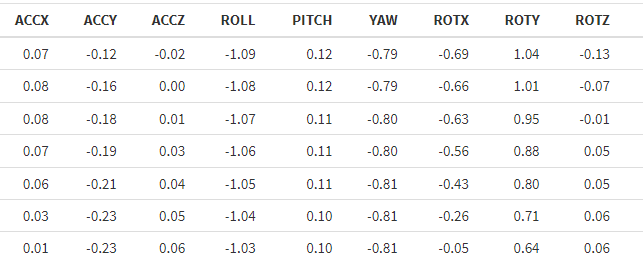 ACCX ACCY ACCZ ROLL PITCH YAW ROTX ROTY ROTZ
0.07 -0.12 -0.02 -1.09 0.12 -0.79 -0.69 1.04 -0.13
0.08 -0.16 0.00 -1.08 0.12 -0.79 -0.66 1.01 -0.07
0.08 -0.18 0.01 -1.07 0.11 -0.80 -0.63 0.95 -0.01
0.07 -0.19 0.03 -1.06 0.11 -0.80 -0.56 0.88 0.05
0.06 -0.21 0.04 -1.05 0.11 -0.81 -0.43 0.80 0.05
0.03 -0.23 0.05 -1.04 0.10 -0.81 -0.26 0.71 0.06
0.01 -0.23 0.06 -1.03 0.10 -0.81 -0.05 0.64 0.06